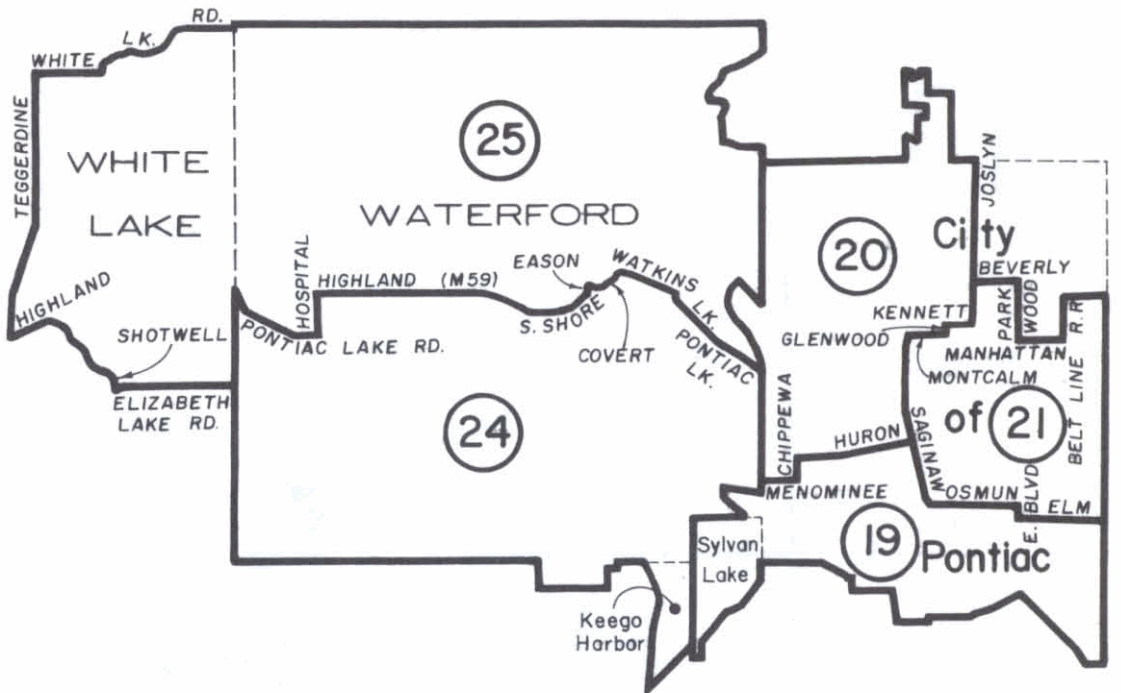 RD.
LK.
WHITE
TEGGERDINE
WHITE
LAKE
HIGHLAND
SHOTWELL
ELIZABETH
LAKE RD.
25
WATERFORD
HOSPITAL
HIGHLAND (M59)
EASON
WATKINS
LK.
S. SHORE
COVERT
PONTIAC LAKE RD.
PONTIAC
LK.
24
JOSLYN
20
City
BEVERLY
KENNETT
GLENWOOD
PARK
WOOD
MANHATTAN
MONTCALM
BELT LINE R.R
CHIPPEWA
HURON
SAGINAW
of
21
MENOMINEE
OSMUN
E. BLVD
ELM
19
Pontiac
Sylvan
Lake
Keego
Harbor